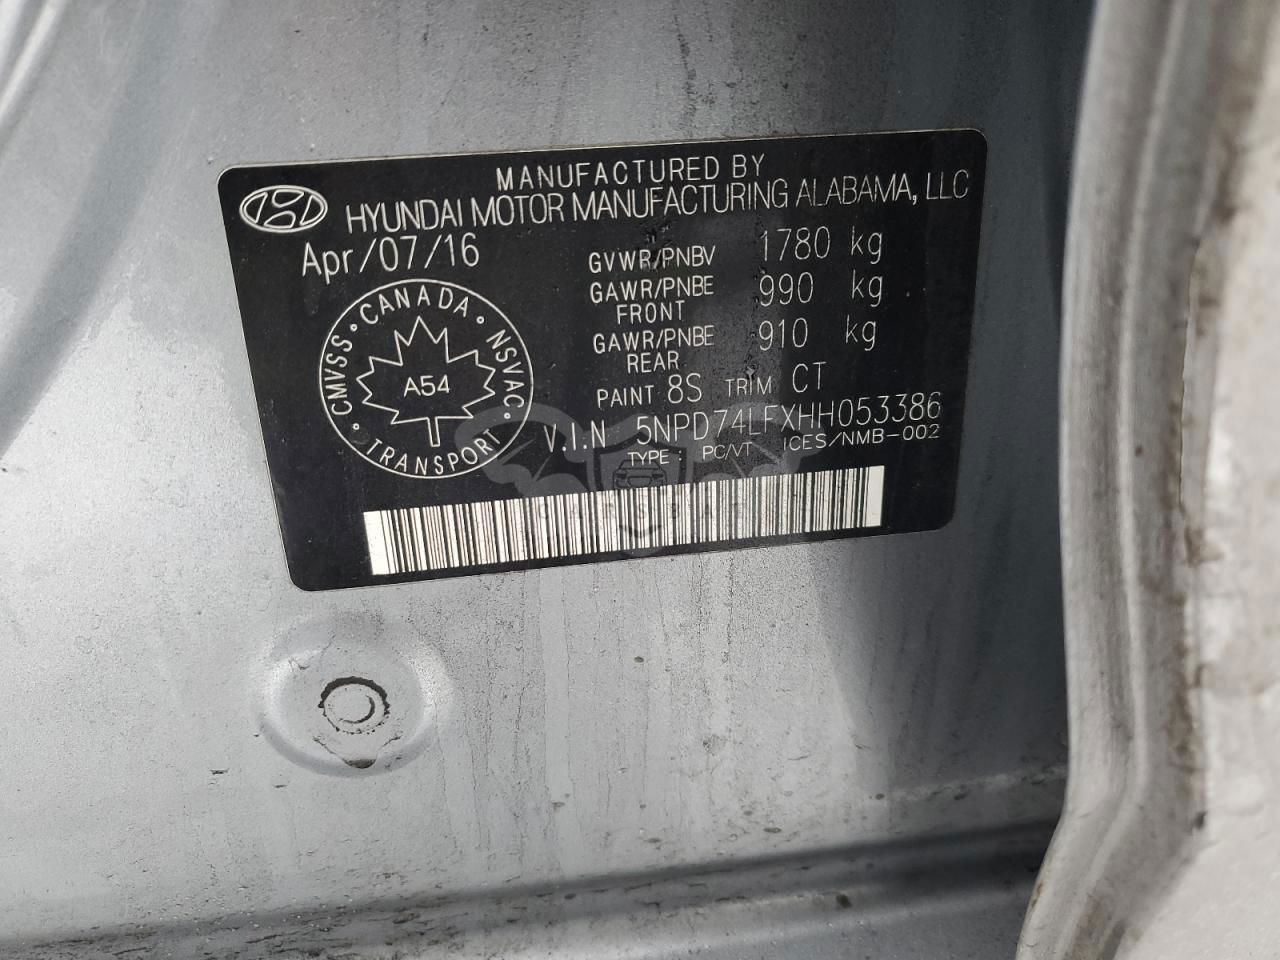 MANUFACTURED BY
HYUNDAI MOTOR MANUFACTURING ALABAMA, LLC
Apr/07/16
GVWR/PNBV 1780 kg
GAWR/PNBE 990 kg
FRONT
GAWR/PNBE 910 kg
REAR
PAINT 8S TRIM CT
V.I.N 5NPD74LFXHH053386
TYPE : PC/VT ICES/NMB-002
CMVSS · CANADA · NSVAC · TRANSPORT ·
A54